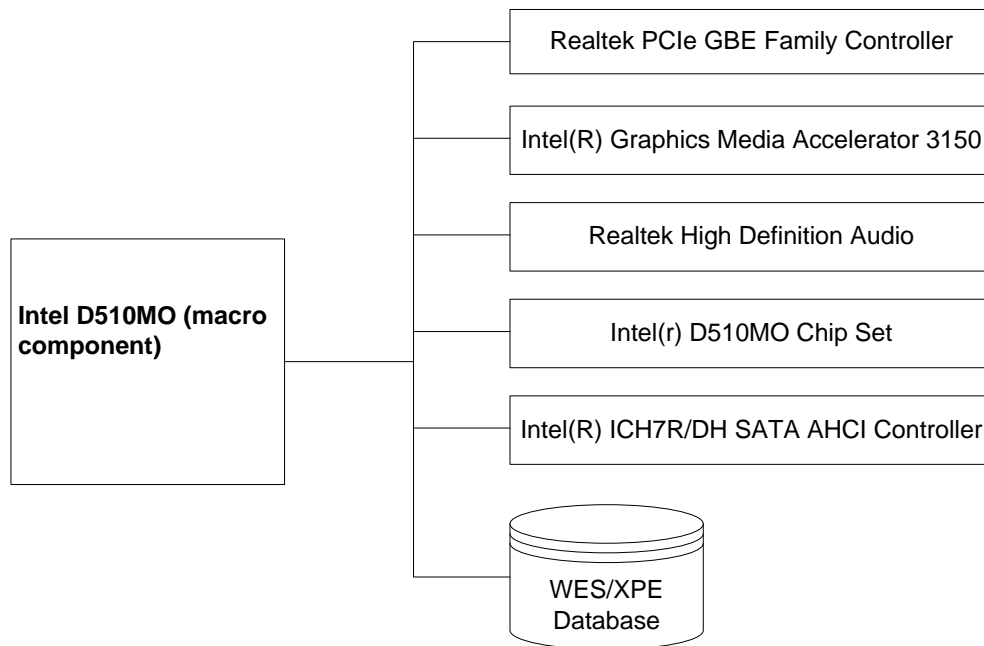 Realtek PCIe GBE Family Controller
Intel(R) Graphics Media Accelerator 3150
Realtek High Definition Audio
Intel D510MO (macro
component)
Intel(r) D510MO Chip Set
Intel(R) ICH7R/DH SATA AHCI Controller
WES/XPE
Database